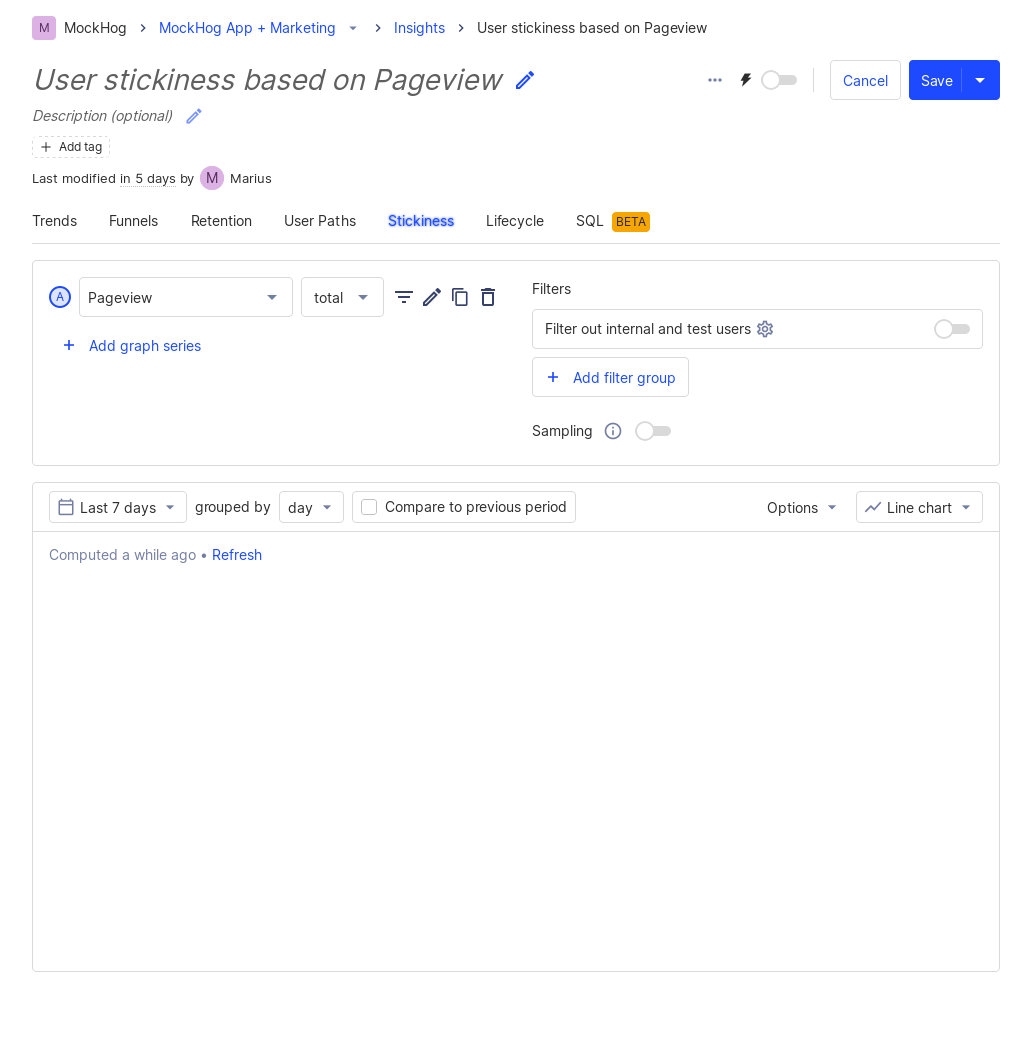 M MockHog MockHog App + Marketing Insights User stickiness based on Pageview
User stickiness based on Pageview
Cancel Save
Description (optional)
Add tag
Last modified in 5 days by M Marius
Trends Funnels Retention User Paths Stickiness Lifecycle SQL BETA
A Pageview total
Add graph series
Filters
Filter out internal and test users
Add filter group
Sampling
Last 7 days grouped by day Compare to previous period Options Line chart
Computed a while ago • Refresh